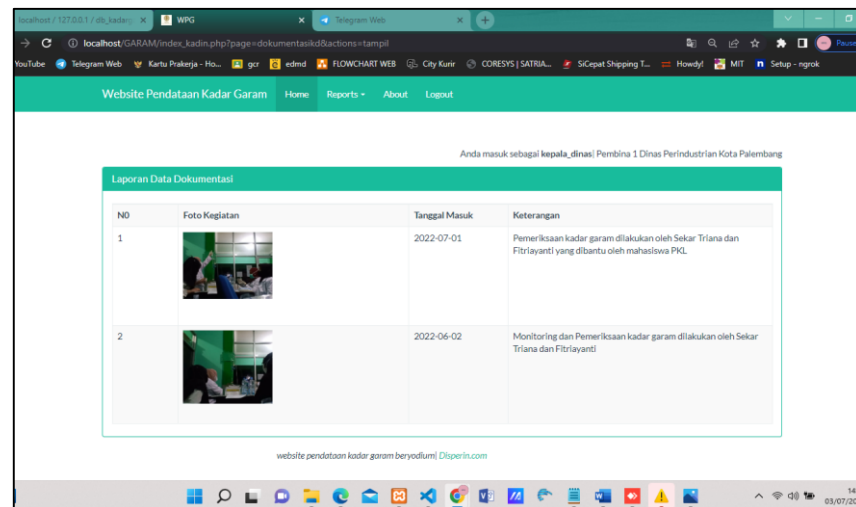 localhost / 127.0.0.1 / db_kadarg
WPG
Telegram Web
localhost/GARAM/index_kadin.php?page=dokumentasikd&actions=tampil
Pause
YouTube Telegram Web Kartu Prakerja - Ho... gcr edmd FLOWCHART WEB City Kurir CORESYS | SATRIA... SiCepat Shipping T... Howdy! MIT Setup - ngrok
Website Pendataan Kadar Garam Home Reports About Logout
Anda masuk sebagai kepala_dinas| Pembina 1 Dinas Perindustrian Kota Palembang
Laporan Data Dokumentasi
N0 Foto Kegiatan Tanggal Masuk Keterangan
1 2022-07-01 Pemeriksaan kadar garam dilakukan oleh Sekar Triana dan
Fitriayanti yang dibantu oleh mahasiswa PKL
2 2022-06-02 Monitoring dan Pemeriksaan kadar garam dilakukan oleh Sekar
Triana dan Fitriayanti
website pendataan kadar garam beryodium| Disperin.com
14
03/07/20